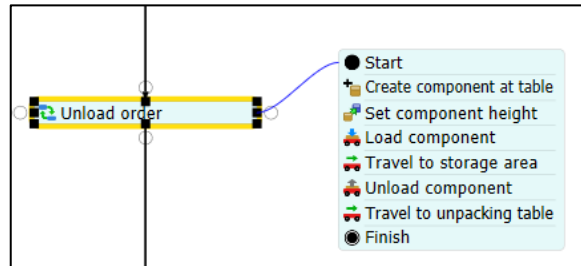 Unload order
Start
Create component at table
Set component height
Load component
Travel to storage area
Unload component
Travel to unpacking table
Finish